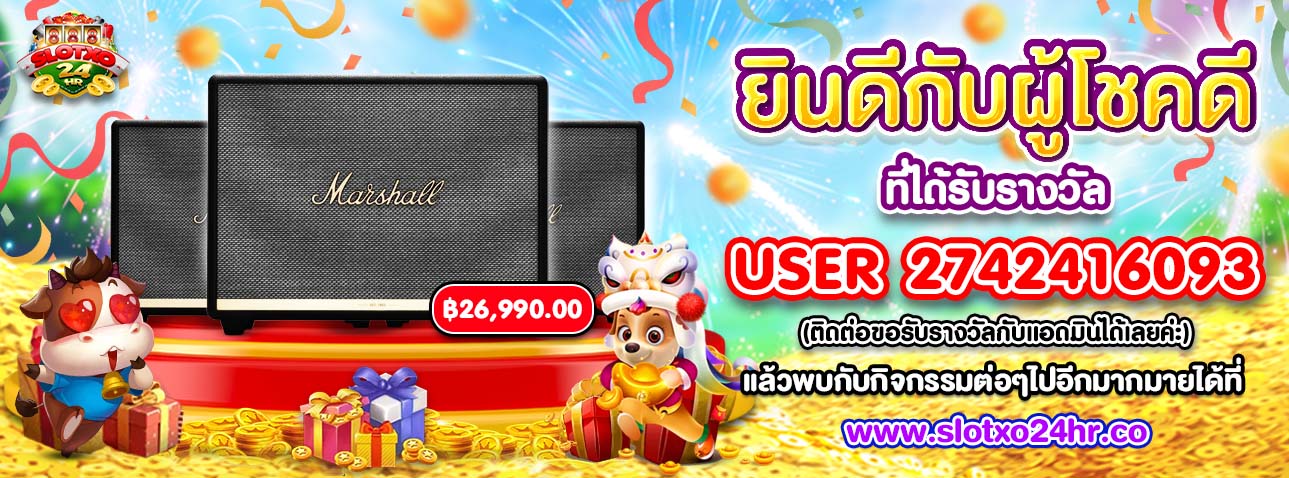 888
SLOTXO
24
HR
Marshall
฿26,990.00
ยินดีกับผู้โชคดี
ที่ได้รับรางวัล
USER 2742416093
(ติดต่อขอรับรางวัลกับแอดมินได้เลยค่ะ)
แล้วพบกับกิจกรรมต่อๆไปอีกมากมายได้ที่
www.slotxo24hr.co